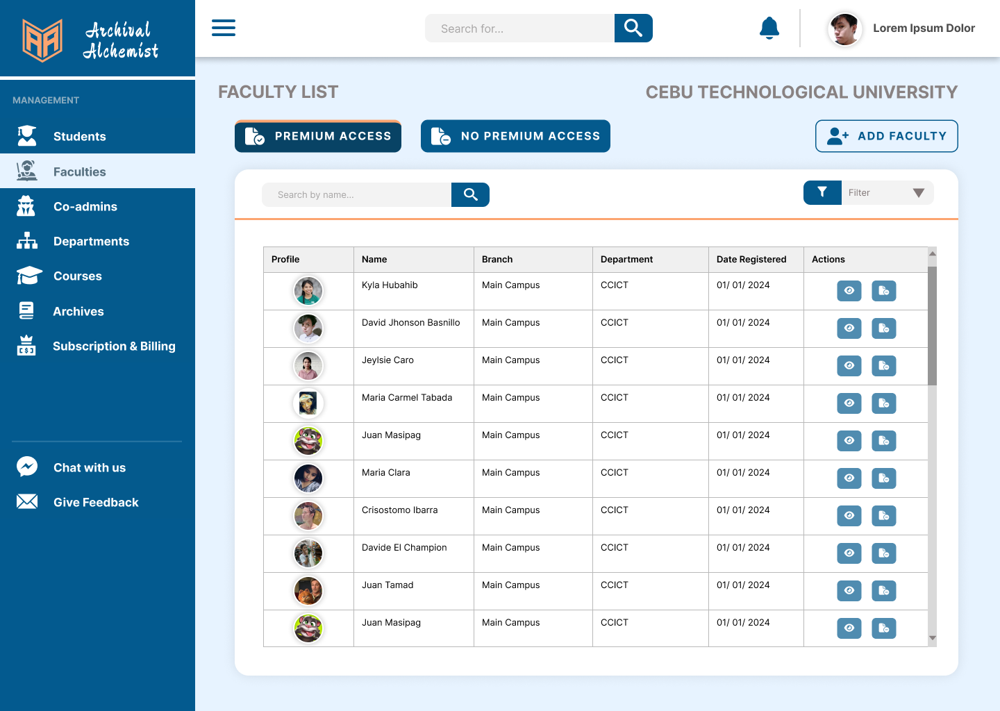 Archival
Alchemist
Search for...
Lorem Ipsum Dolor
MANAGEMENT
Students
Faculties
Co-admins
Departments
Courses
Archives
Subscription & Billing
Chat with us
Give Feedback
FACULTY LIST
CEBU TECHNOLOGICAL UNIVERSITY
PREMIUM ACCESS
NO PREMIUM ACCESS
ADD FACULTY
Search by name...
Filter
Profile Name Branch Department Date Registered Actions
Kyla Hubahib Main Campus CCICT 01/ 01/ 2024
David Jhonson Basnillo Main Campus CCICT 01/ 01/ 2024
Jeylsie Caro Main Campus CCICT 01/ 01/ 2024
Maria Carmel Tabada Main Campus CCICT 01/ 01/ 2024
Juan Masipag Main Campus CCICT 01/ 01/ 2024
Maria Clara Main Campus CCICT 01/ 01/ 2024
Crisostomo Ibarra Main Campus CCICT 01/ 01/ 2024
Davide El Champion Main Campus CCICT 01/ 01/ 2024
Juan Tamad Main Campus CCICT 01/ 01/ 2024
Juan Masipag Main Campus CCICT 01/ 01/ 2024